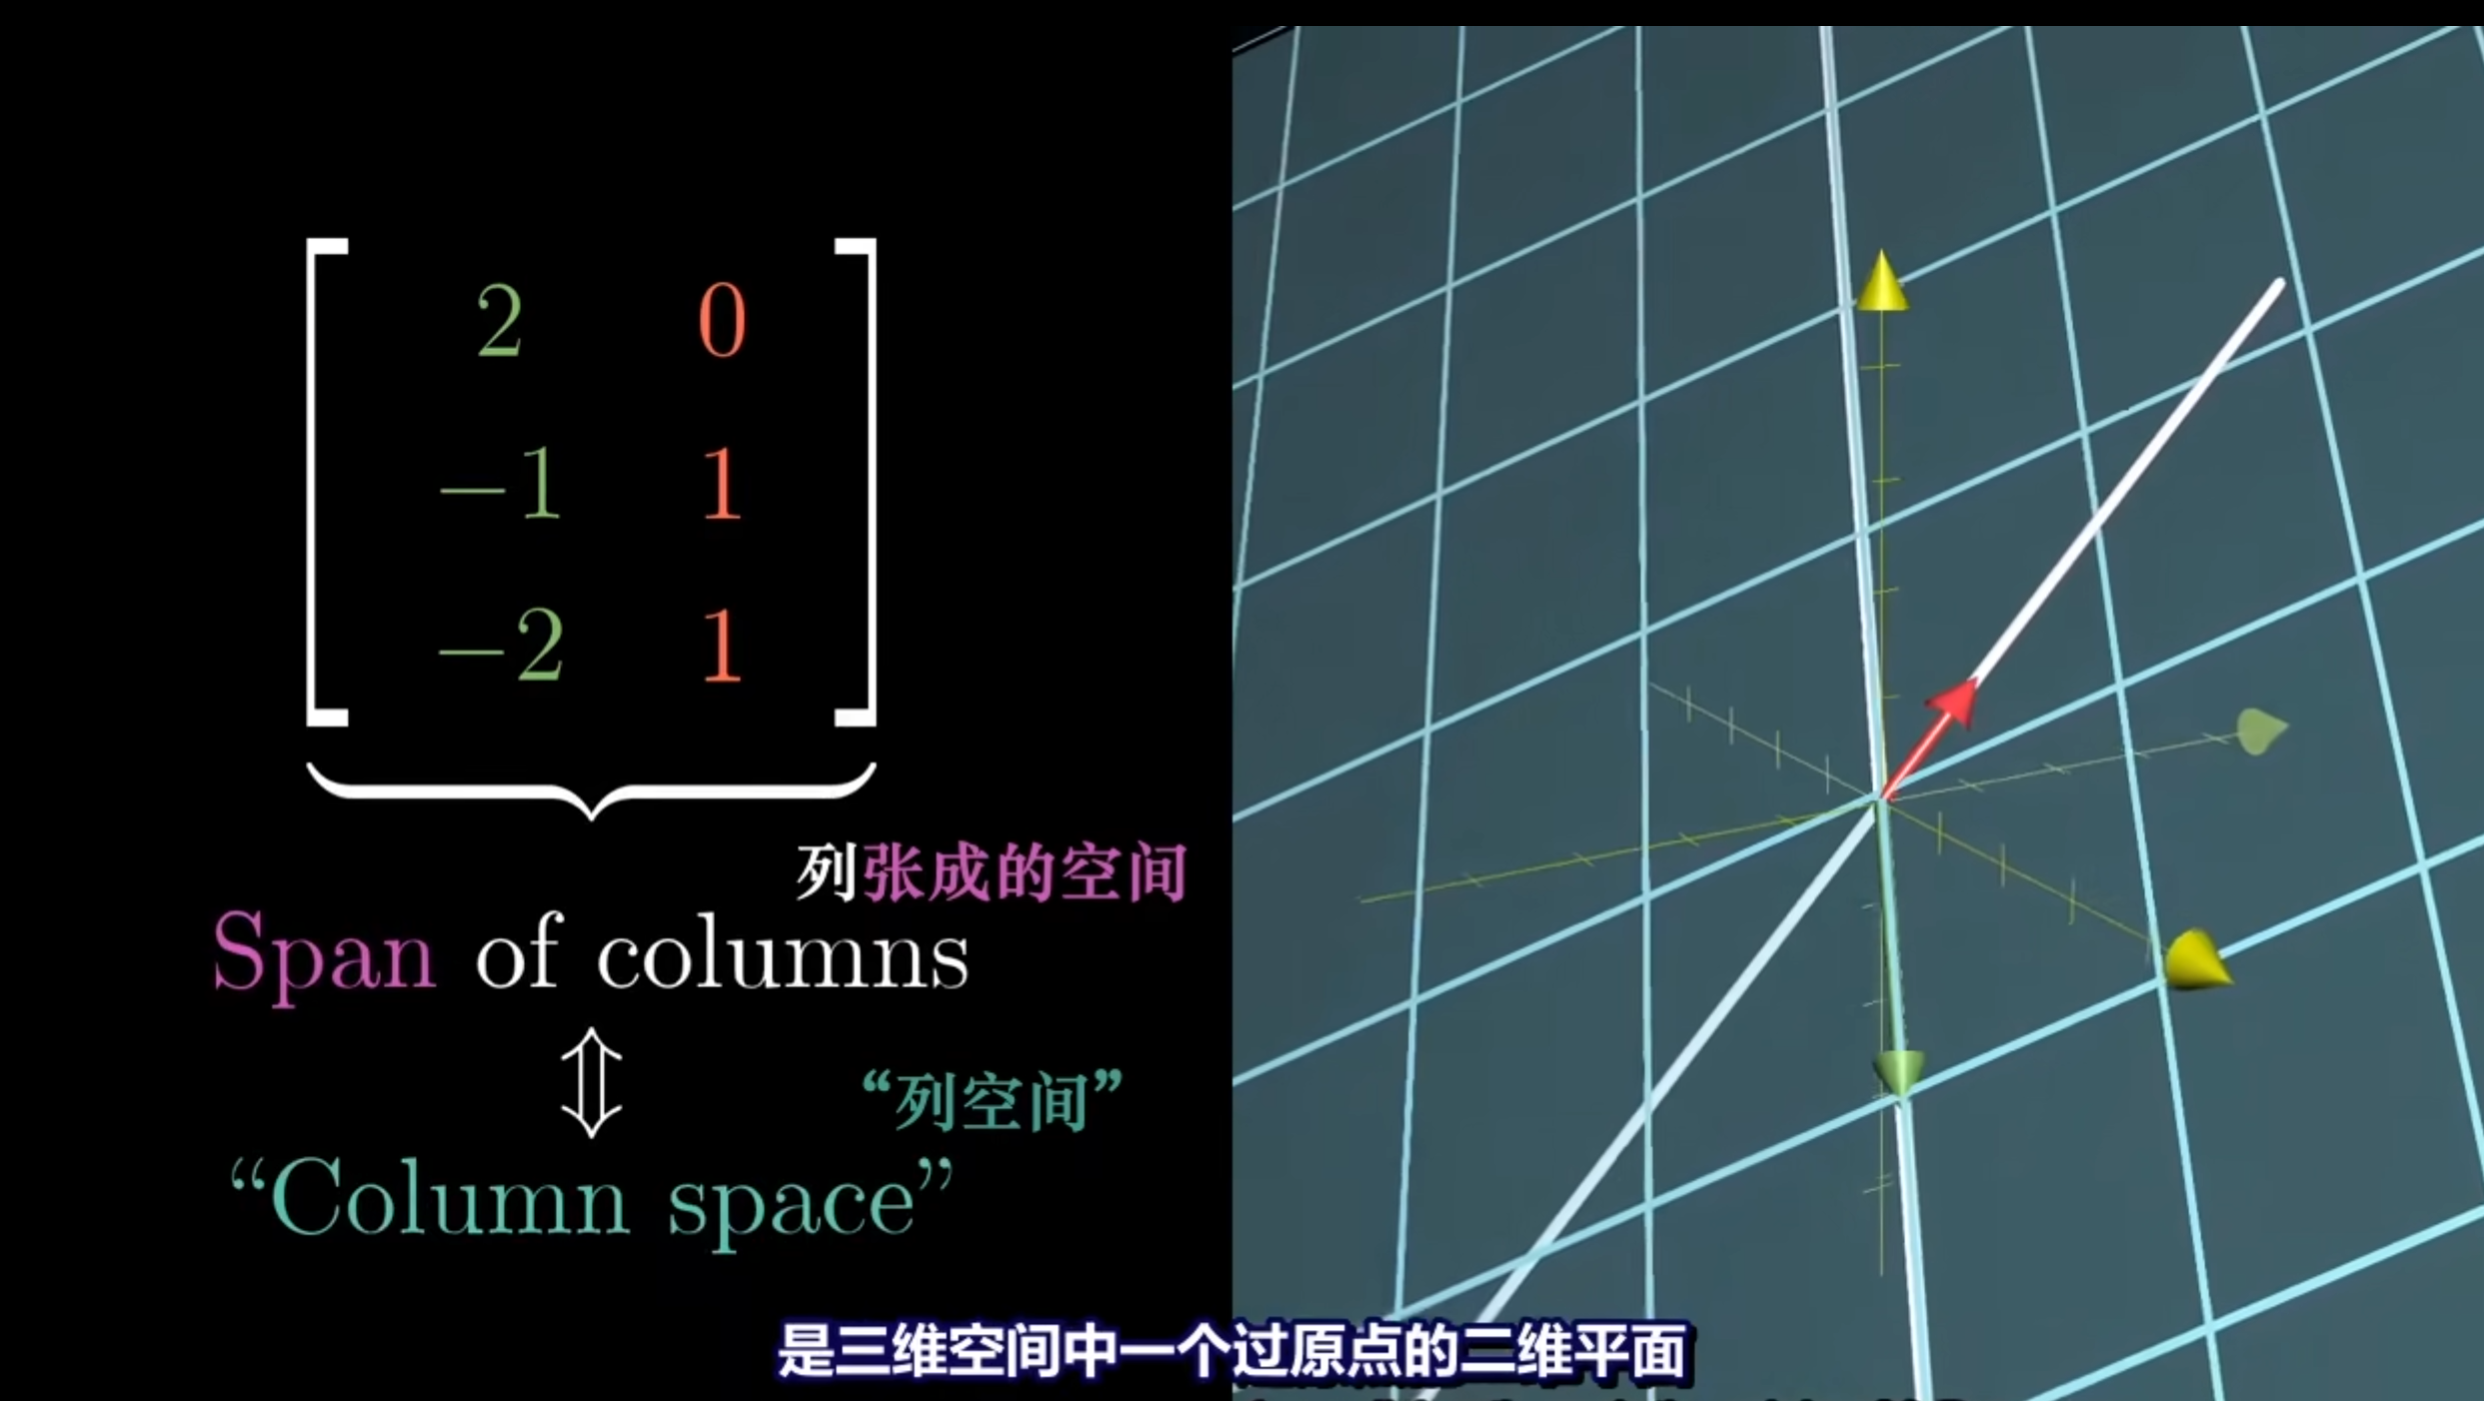 2 0
−1 1
−2 1
列张成的空间
Span of columns
“列空间”
“Column space”
是三维空间中一个过原点的二维平面